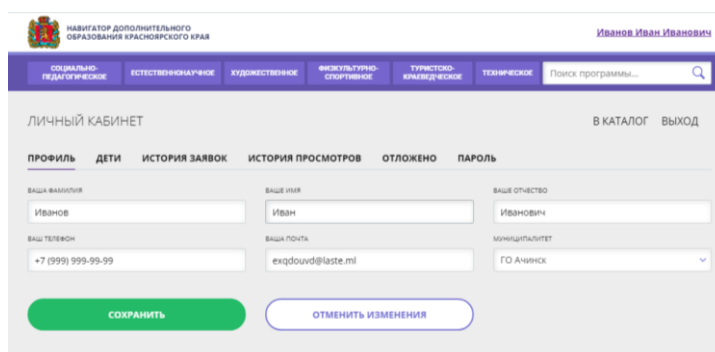 НАВИГАТОР ДОПОЛНИТЕЛЬНОГО
ОБРАЗОВАНИЯ КРАСНОЯРСКОГО КРАЯ
Иванов Иван Иванович
СОЦИАЛЬНО-
ПЕДАГОГИЧЕСКОЕ
ЕСТЕСТВЕННОНАУЧНОЕ
ХУДОЖЕСТВЕННОЕ
ФИЗКУЛЬТУРНО-
СПОРТИВНОЕ
ТУРИСТСКО-
КРАЕВЕДЧЕСКОЕ
ТЕХНИЧЕСКОЕ
Поиск программы...
ЛИЧНЫЙ КАБИНЕТ
В КАТАЛОГ ВЫХОД
ПРОФИЛЬ ДЕТИ ИСТОРИЯ ЗАЯВОК ИСТОРИЯ ПРОСМОТРОВ ОТЛОЖЕНО ПАРОЛЬ
ВАША ФАМИЛИЯ ВАШЕ ИМЯ ВАШЕ ОТЧЕСТВО
Иванов Иван Иванович
ВАШ ТЕЛЕФОН ВАША ПОЧТА МУНИЦИПАЛИТЕТ
+7 (999) 999-99-99 exqdouvd@laste.ml ГО Ачинск
СОХРАНИТЬ ОТМЕНИТЬ ИЗМЕНЕНИЯ